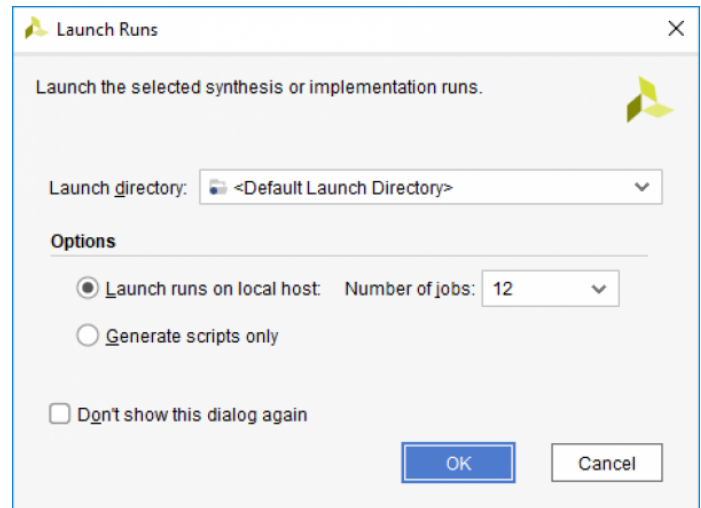 Launch Runs
Launch the selected synthesis or implementation runs.
Launch directory: <Default Launch Directory>
Options
Launch runs on local host: Number of jobs: 12
Generate scripts only
Don't show this dialog again
OK Cancel